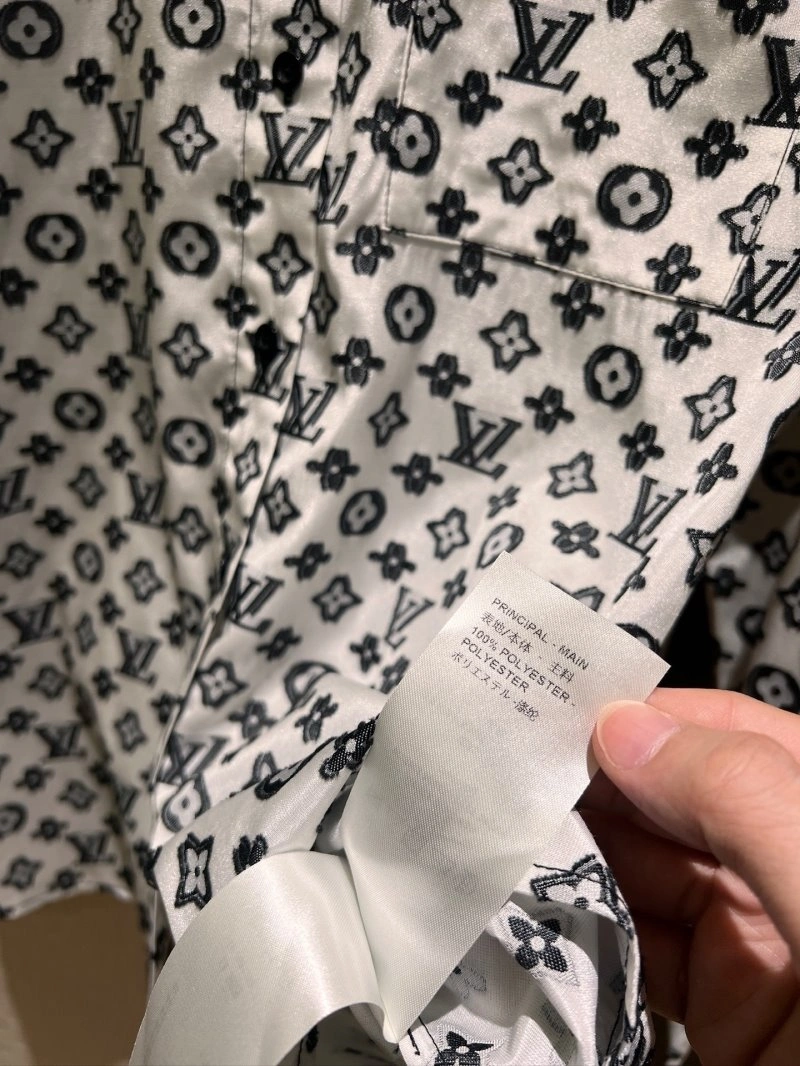 PRINCIPAL - MAIN
表地/本体 - 主料
100% POLYESTER -
POLYESTER
ポリエステル-涤纶